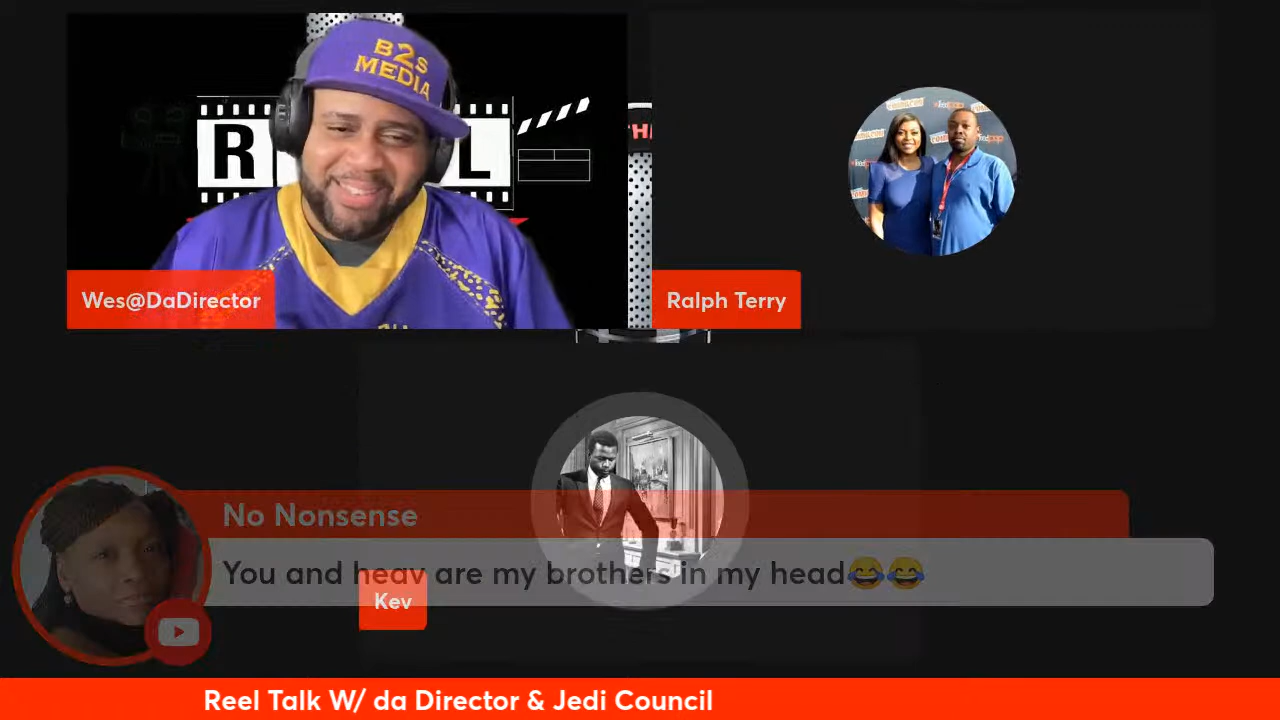 B2s
MEDIA
R
L
TH
Wes@DaDirector
Ralph Terry
No Nonsense
You and heav are my brothers in my head😂😂
Kev
Reel Talk W/ da Director & Jedi Council